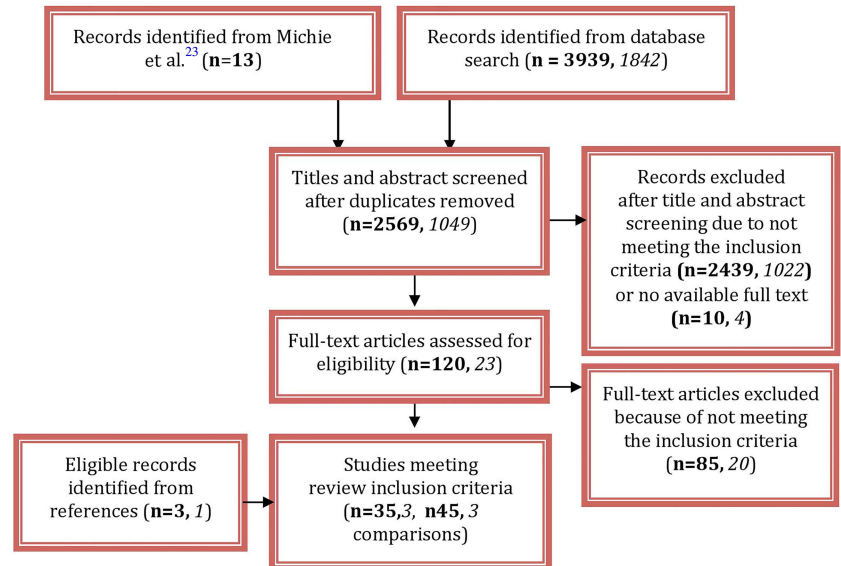 Records identified from Michie
et al.23 (n=13)
Records identified from database
search (n = 3939, 1842)
Titles and abstract screened
after duplicates removed
(n=2569, 1049)
Records excluded
after title and abstract
screening due to not
meeting the inclusion
criteria (n=2439, 1022)
or no available full text
(n=10, 4)
Full-text articles assessed for
eligibility (n=120, 23)
Full-text articles excluded
because of not meeting
the inclusion criteria
(n=85, 20)
Eligible records
identified from
references (n=3, 1)
Studies meeting
review inclusion criteria
(n=35,3, n45, 3
comparisons)